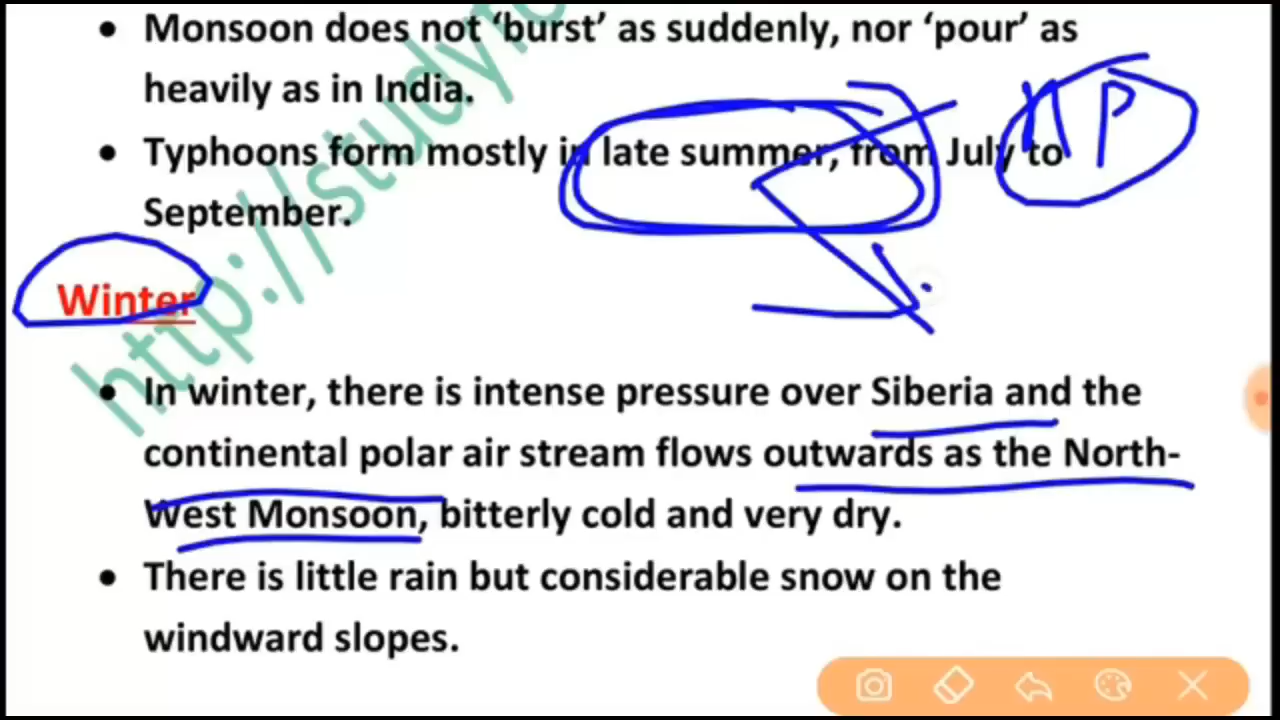 • Monsoon does not ‘burst’ as suddenly, nor ‘pour’ as
heavily as in India.
• Typhoons form mostly in late summer, from July to
September.
Winter
• In winter, there is intense pressure over Siberia and the
continental polar air stream flows outwards as the North-
West Monsoon, bitterly cold and very dry.
• There is little rain but considerable snow on the
windward slopes.
http://studyfo